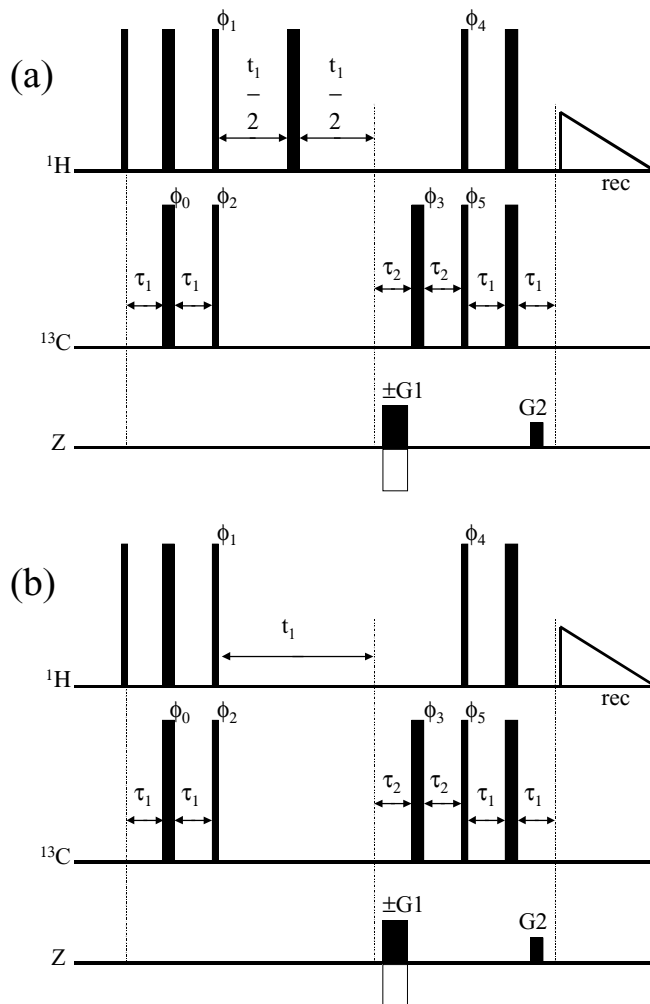 (a)
ϕ1 ϕ4
t1/2 t1/2
1H
rec
ϕ0 ϕ2 ϕ3 ϕ5
τ1 τ1 τ2 τ2 τ1 τ1
13C
±G1 G2
Z
(b)
ϕ1 ϕ4
t1
1H
rec
ϕ0 ϕ2 ϕ3 ϕ5
τ1 τ1 τ2 τ2 τ1 τ1
13C
±G1 G2
Z